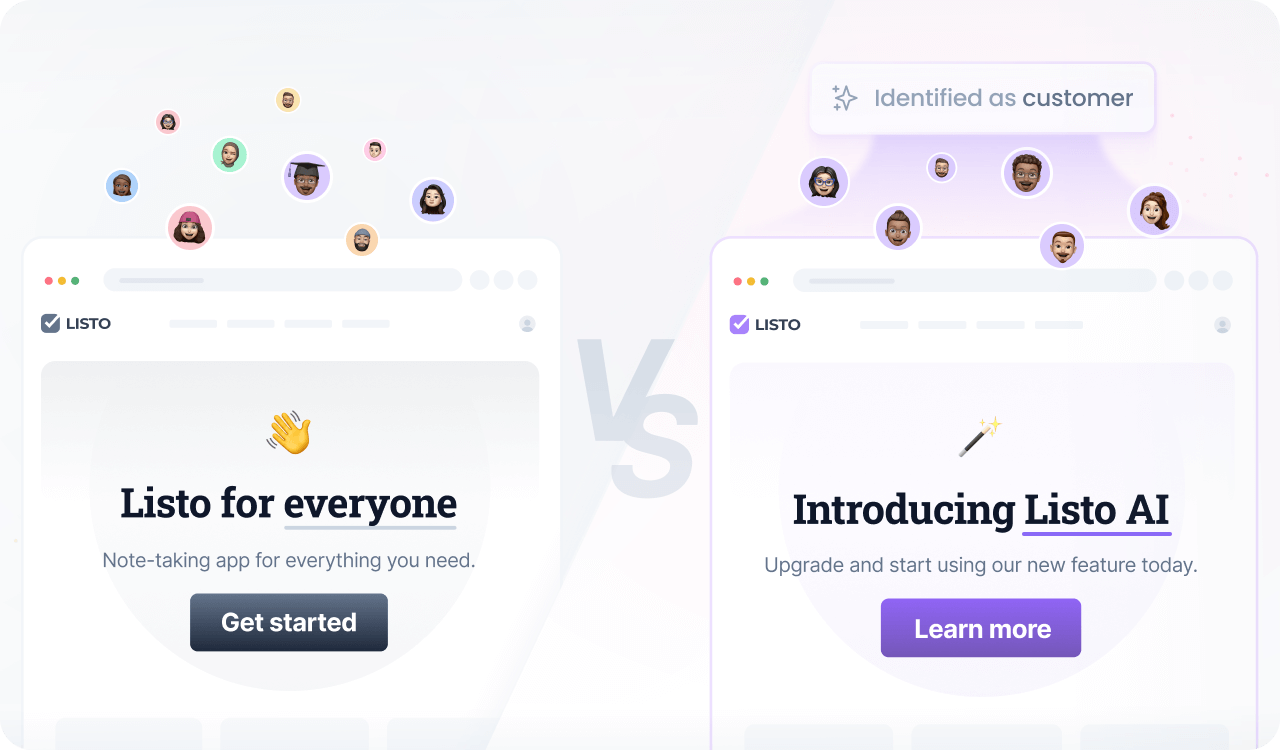 Identified as customer
LISTO
👋
Listo for everyone
Note-taking app for everything you need.
Get started
VS
LISTO
Introducing Listo AI
Upgrade and start using our new feature today.
Learn more